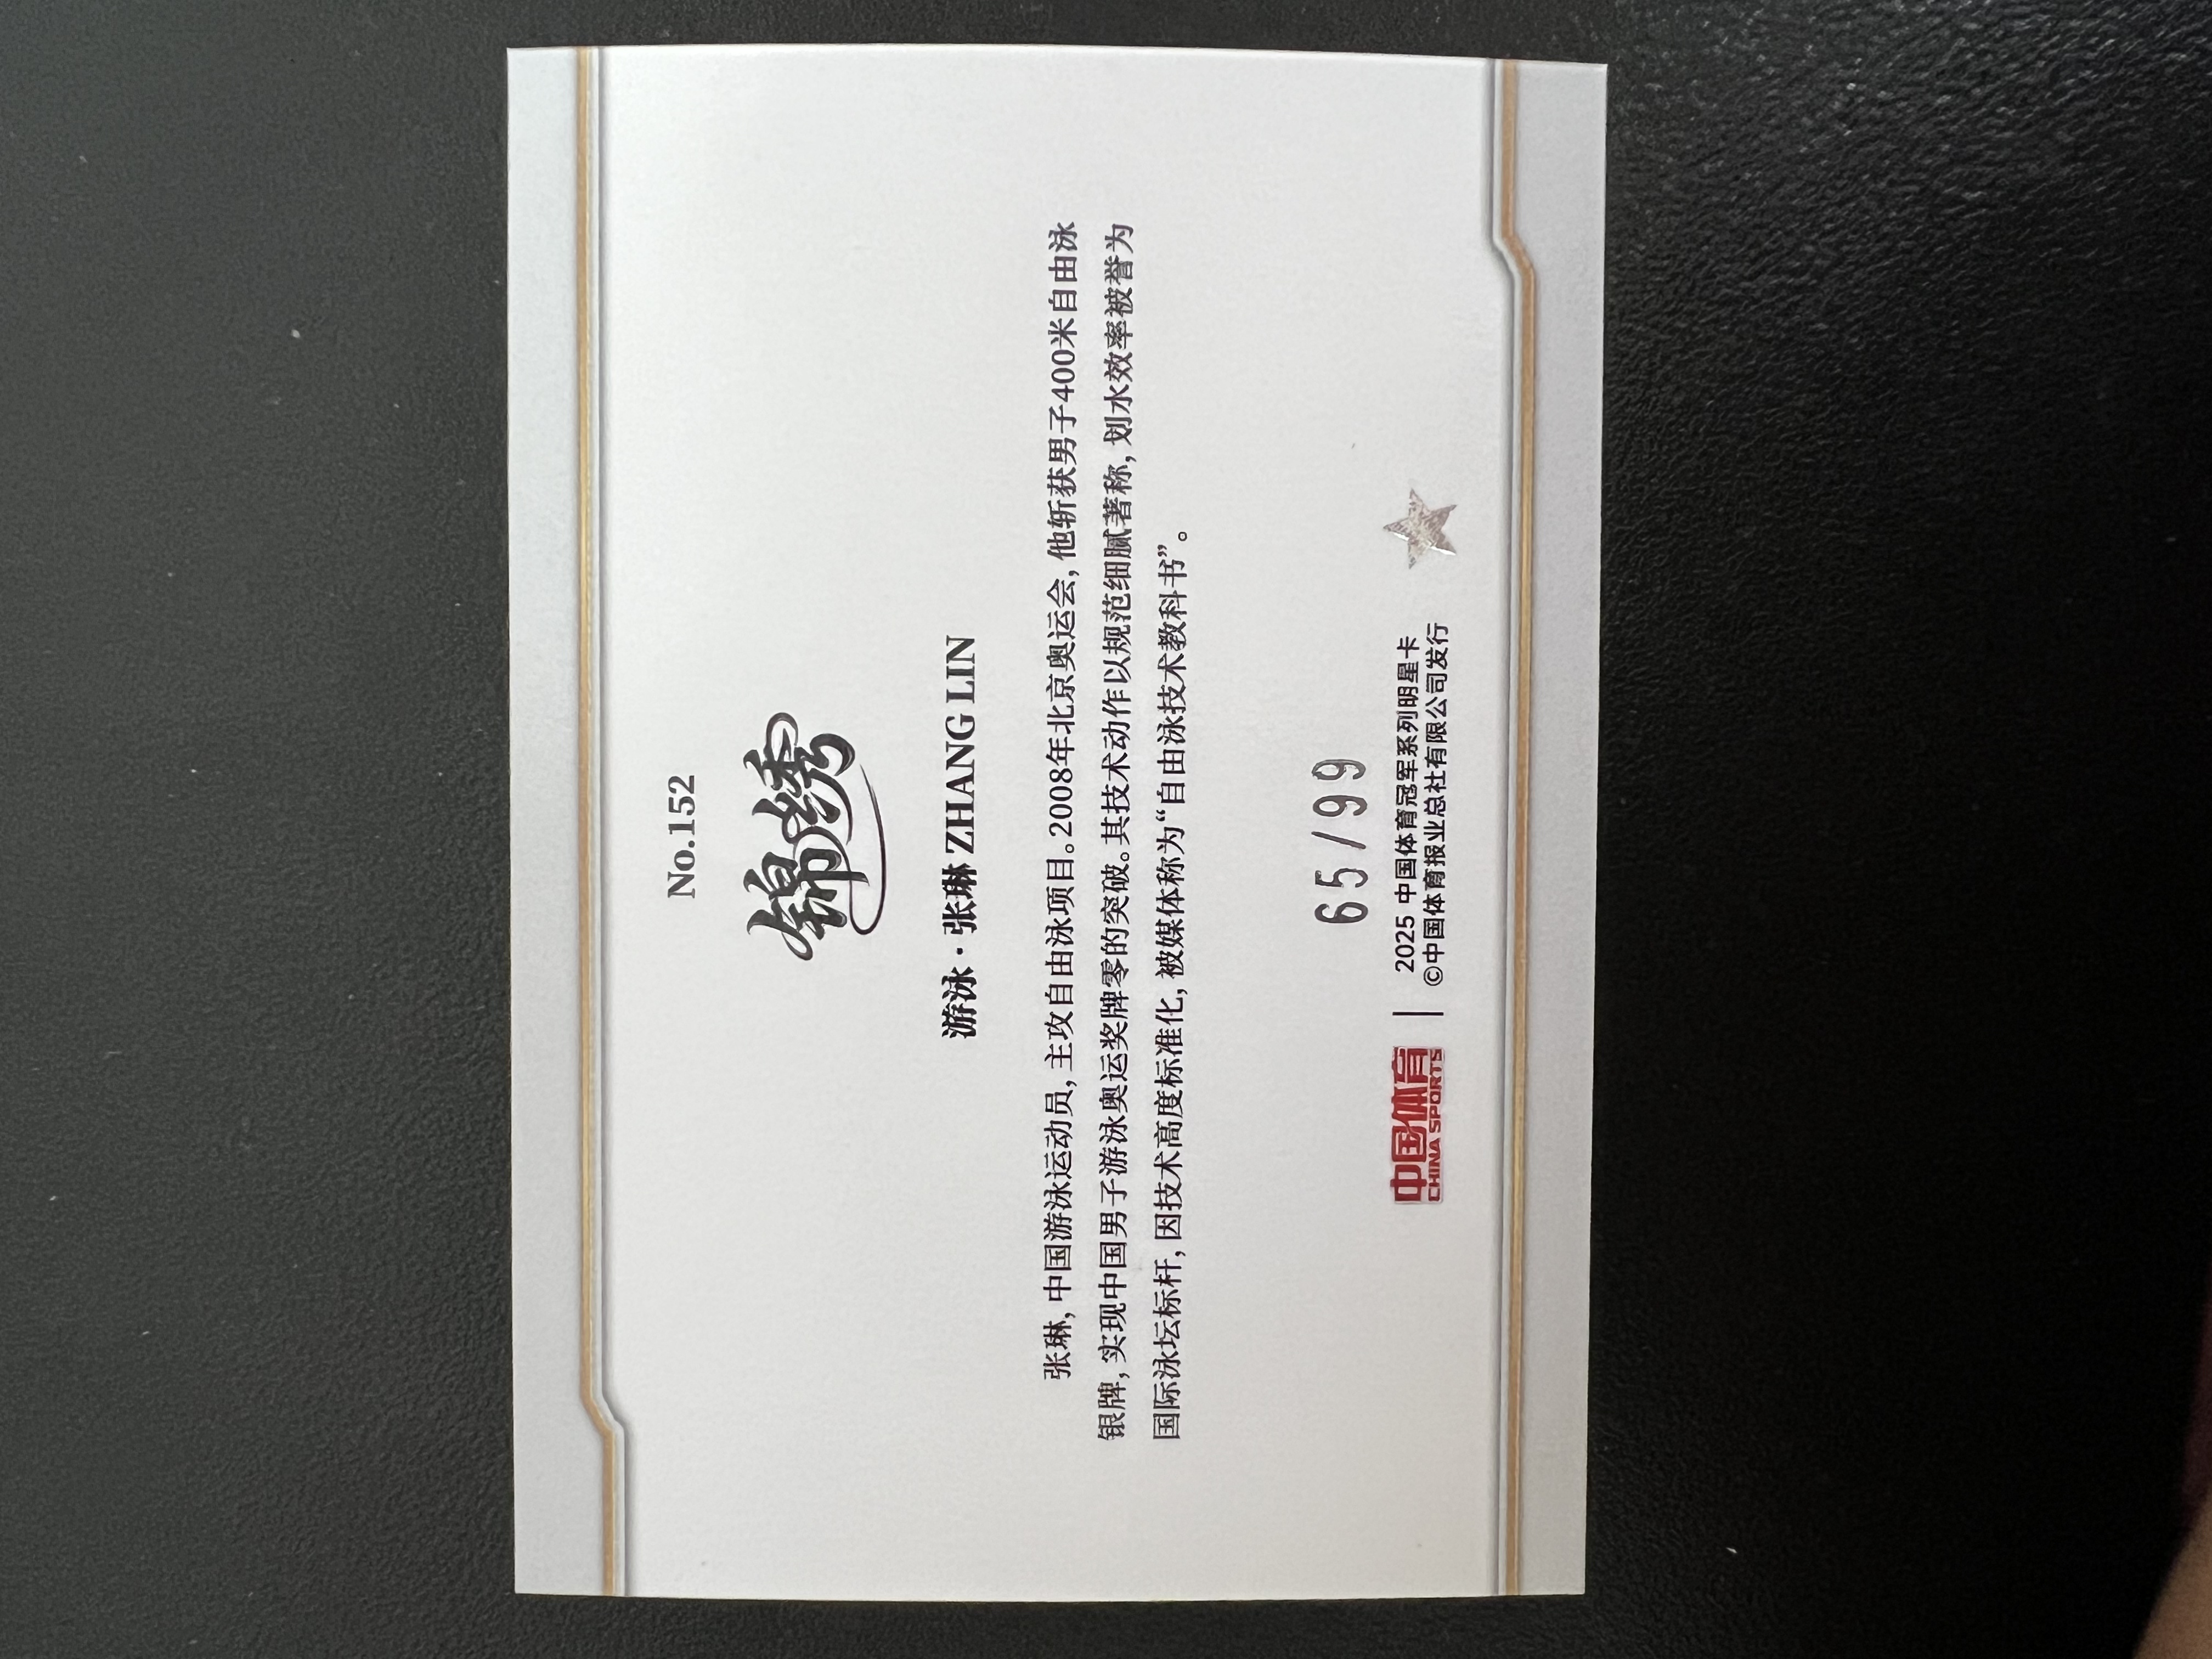 No.152
锦绣
游泳·张琳 ZHANG LIN
张琳，中国游泳运动员，主攻自由泳项目。2008年北京奥运会，他斩获男子400米自由泳
银牌，实现中国男子游泳奥运奖牌零的突破。其技术动作以规范细腻著称，划水效率被誉为
国际泳坛标杆，因技术高度标准化，被媒体称为“自由泳技术教科书”。
65/99
中国体育
CHINA SPORTS
2025 中国体育冠军系列明星卡
©中国体育报业总社有限公司发行